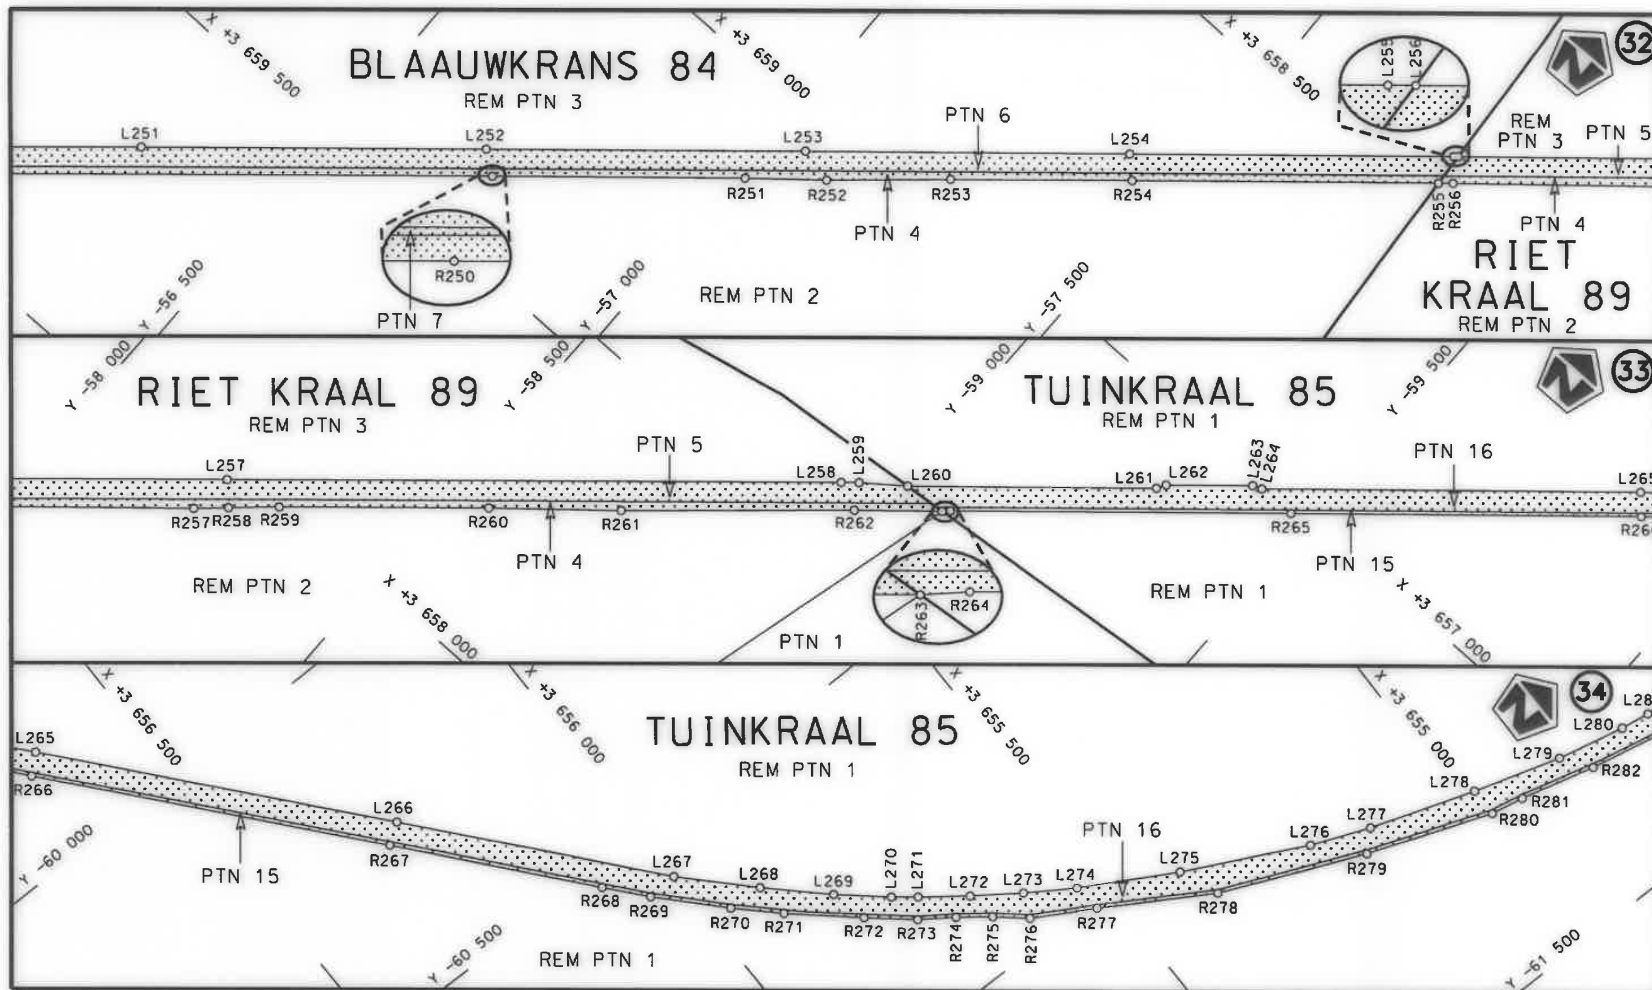 X +3 659 500
BLAAUWKRANS 84
REM PTN 3
X +3 659 000
X +3 658 500
L255
L256
32
L251
L252
L253
PTN 6
L254
REM
PTN 3
PTN 5
R251
R252
R253
R254
R255
R256
PTN 4
PTN 4
R250
PTN 7
Y -56 500
Y -57 000
REM PTN 2
Y -57 500
RIET
KRAAL 89
REM PTN 2
Y -58 000
RIET KRAAL 89
REM PTN 3
Y -58 500
Y -59 000
TUINKRAAL 85
REM PTN 1
Y -59 500
33
L257
PTN 5
L258
L259
L260
L261
L262
L263
L264
PTN 16
L265
R257
R258
R259
R260
R261
R262
R265
PTN 4
PTN 15
REM PTN 2
X +3 658 000
R263
R264
PTN 1
REM PTN 1
X +3 657 000
X +3 656 500
TUINKRAAL 85
REM PTN 1
X +3 656 000
X +3 655 500
X +3 655 000
34
L265
L266
L267
L268
L269
L270
L271
L272
L273
L274
PTN 16
L275
L276
L277
L278
L279
L280
R266
R267
R268
R269
R270
R271
R272
R273
R274
R275
R276
R277
R278
R279
R280
R281
R282
PTN 15
Y -60 000
Y -60 500
REM PTN 1
Y -61 500